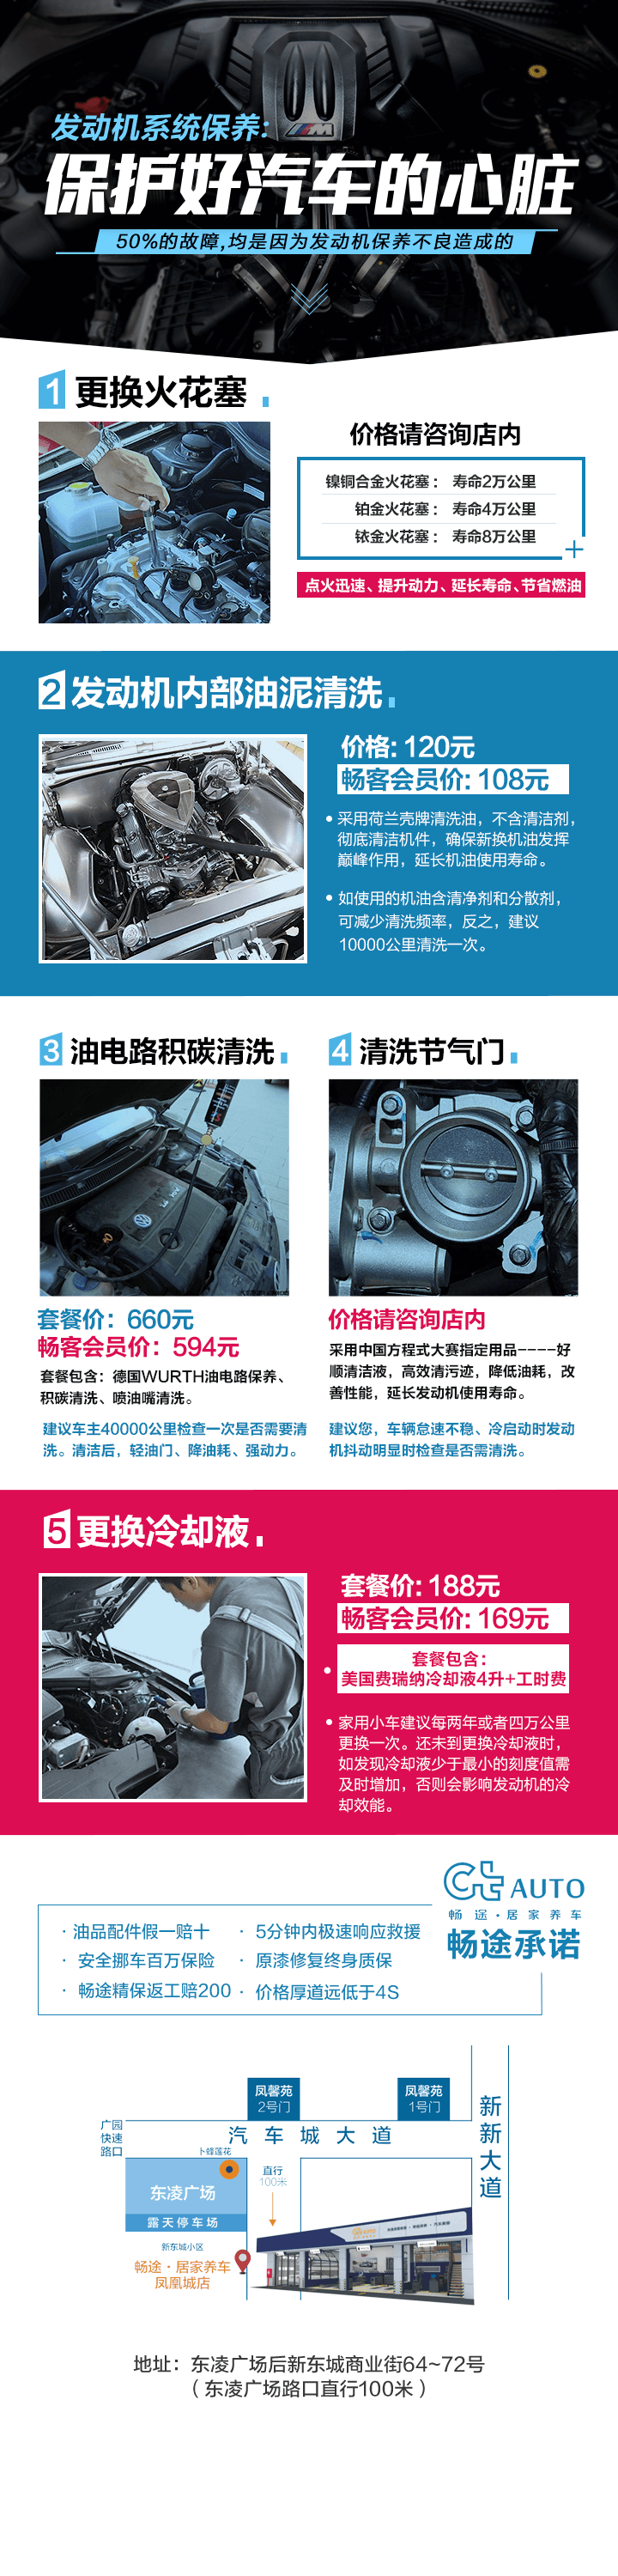 发动机系统保养:
保护好汽车的心脏
50%的故障,均是因为发动机保养不良造成的
1 更换火花塞
价格请咨询店内
镍铜合金火花塞： 寿命2万公里
铂金火花塞： 寿命4万公里
铱金火花塞： 寿命8万公里
点火迅速、提升动力、延长寿命、节省燃油
2 发动机内部油泥清洗
价格: 120元
畅客会员价: 108元
采用荷兰壳牌清洗油，不含清洁剂，
彻底清洁机件，确保新换机油发挥
巅峰作用，延长机油使用寿命。
如使用的机油含清净剂和分散剂，
可减少清洗频率，反之，建议
10000公里清洗一次。
3 油电路积碳清洗
套餐价：660元
畅客会员价：594元
套餐包含：德国WURTH油电路保养、
积碳清洗、喷油嘴清洗。
建议车主40000公里检查一次是否需要清
洗。清洁后，轻油门、降油耗、强动力。
4 清洗节气门
价格请咨询店内
采用中国方程式大赛指定用品----好
顺清洁液，高效清污迹，降低油耗，改
善性能，延长发动机使用寿命。
建议您，车辆怠速不稳、冷启动时发动
机抖动明显时检查是否需清洗。
5 更换冷却液
套餐价: 188元
畅客会员价: 169元
套餐包含：
美国费瑞纳冷却液4升+工时费
家用小车建议每两年或者四万公里
更换一次。还未到更换冷却液时，
如发现冷却液少于最小的刻度值需
及时增加，否则会影响发动机的冷
却效能。
Ct AUTO
畅途·居家养车
畅途承诺
· 油品配件假一赔十
· 5分钟内极速响应救援
· 安全挪车百万保险
· 原漆修复终身质保
· 畅途精保返工赔200
· 价格厚道远低于4S
凤馨苑
2号门
凤馨苑
1号门
新新大道
广园
快速
路口
汽车城大道
卜蜂莲花
直行
100米
东凌广场
露天停车场
新东城小区
畅途·居家养车
凤凰城店
地址：东凌广场后新东城商业街64~72号
（东凌广场路口直行100米）